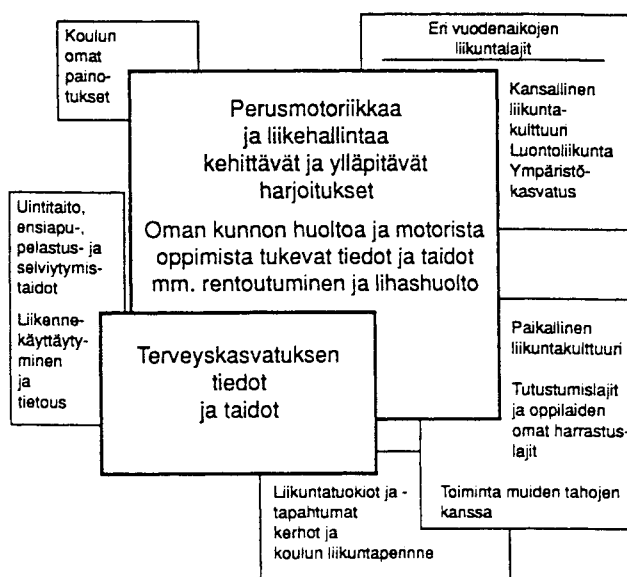 Koulun
omat
paino-
tukset
Eri vuodenaikojen
liikuntalajit
Kansallinen
liikunta-
kulttuuri
Luontoliikunta
Ympäristö-
kasvatus
Perusmotoriikkaa
ja liikehallintaa
kehittävät ja ylläpitävät
harjoitukset
Oman kunnon huoltoa ja motorista
oppimista tukevat tiedot ja taidot
mm. rentoutuminen ja lihashuolto
Uintitaito,
ensiapu-,
pelastus- ja
selviytymis-
taidot
Liikenne-
käyttäyty-
minen
ja
tietous
Terveyskasvatuksen
tiedot
ja taidot
Paikallinen
liikuntakulttuuri
Tutustumislajit
ja oppilaiden
omat harrastus-
lajit
Toiminta muiden tahojen
kanssa
Liikuntatuokiot ja -
tapahtumat
kerhot ja
koulun liikuntaperinne